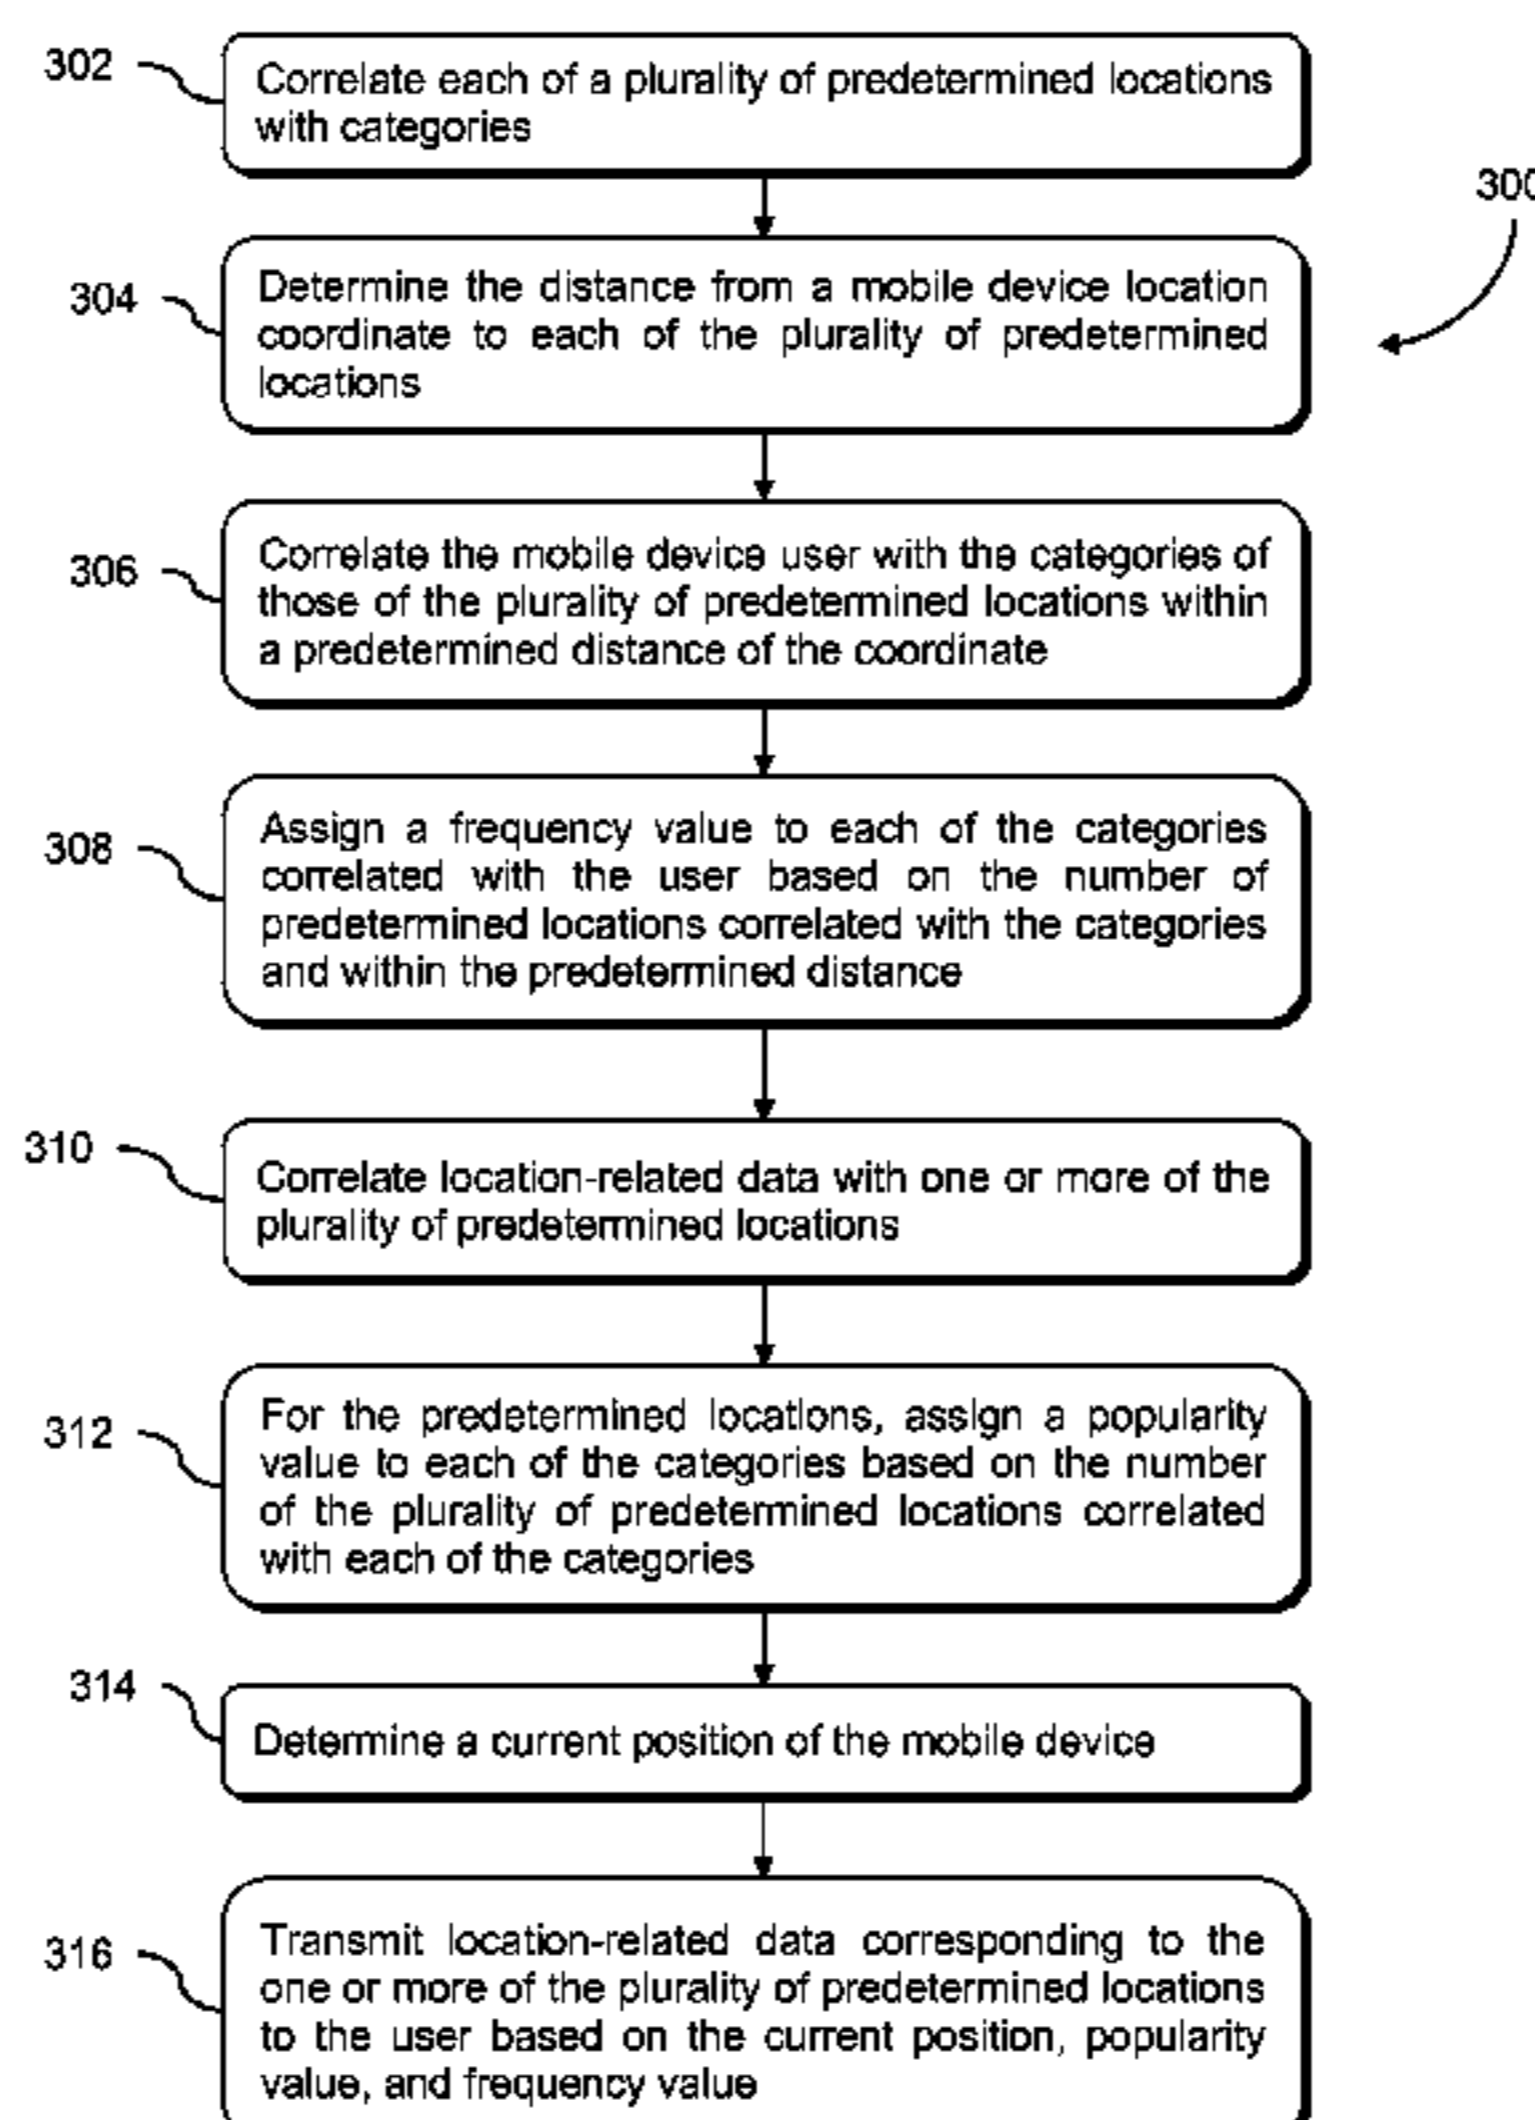 302
Correlate each of a plurality of predetermined locations
with categories
300
304
Determine the distance from a mobile device location
coordinate to each of the plurality of predetermined
locations
306
Correlate the mobile device user with the categories of
those of the plurality of predetermined locations within
a predetermined distance of the coordinate
308
Assign a frequency value to each of the categories
correlated with the user based on the number of
predetermined locations correlated with the categories
and within the predetermined distance
310
Correlate location-related data with one or more of the
plurality of predetermined locations
312
For the predetermined locations, assign a popularity
value to each of the categories based on the number
of the plurality of predetermined locations correlated
with each of the categories
314
Determine a current position of the mobile device
316
Transmit location-related data corresponding to the
one or more of the plurality of predetermined locations
to the user based on the current position, popularity
value, and frequency value